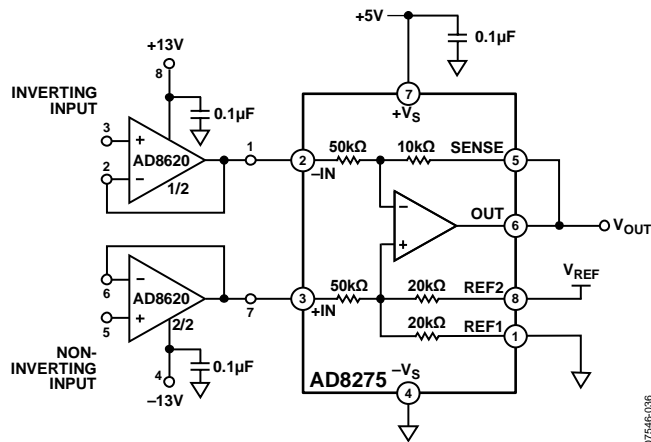 +5V
0.1µF
+13V
8
7
+VS
INVERTING
INPUT
0.1µF
3
+
AD8620
2
–
1/2
1
2
–IN
50kΩ
10kΩ
SENSE
5
–
+
OUT
6
VOUT
6
–
AD8620
5
+
2/2
7
3
+IN
50kΩ
20kΩ
REF2
8
VREF
20kΩ
REF1
1
NON-
INVERTING
INPUT
4
0.1µF
–13V
AD8275
–VS
4
07546-036